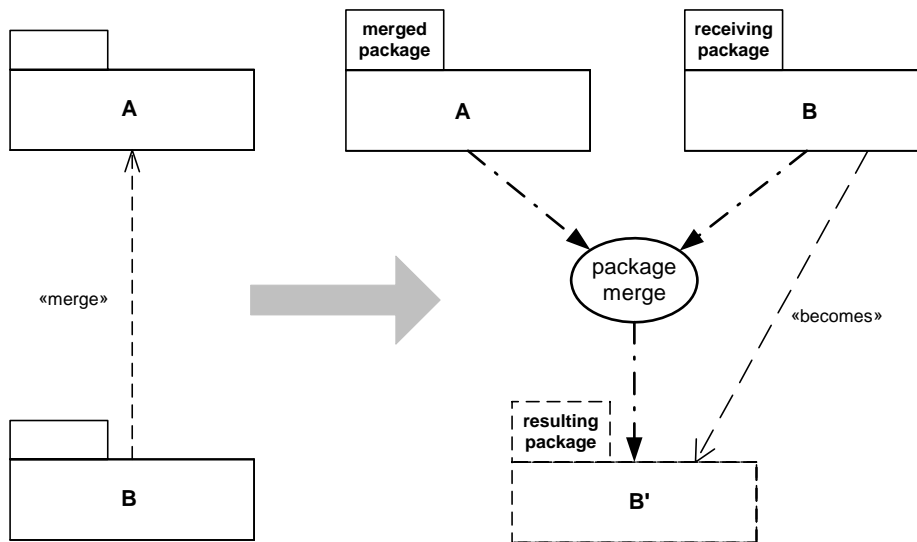 A
«merge»
B
merged
package
A
receiving
package
B
package
merge
«becomes»
resulting
package
B'